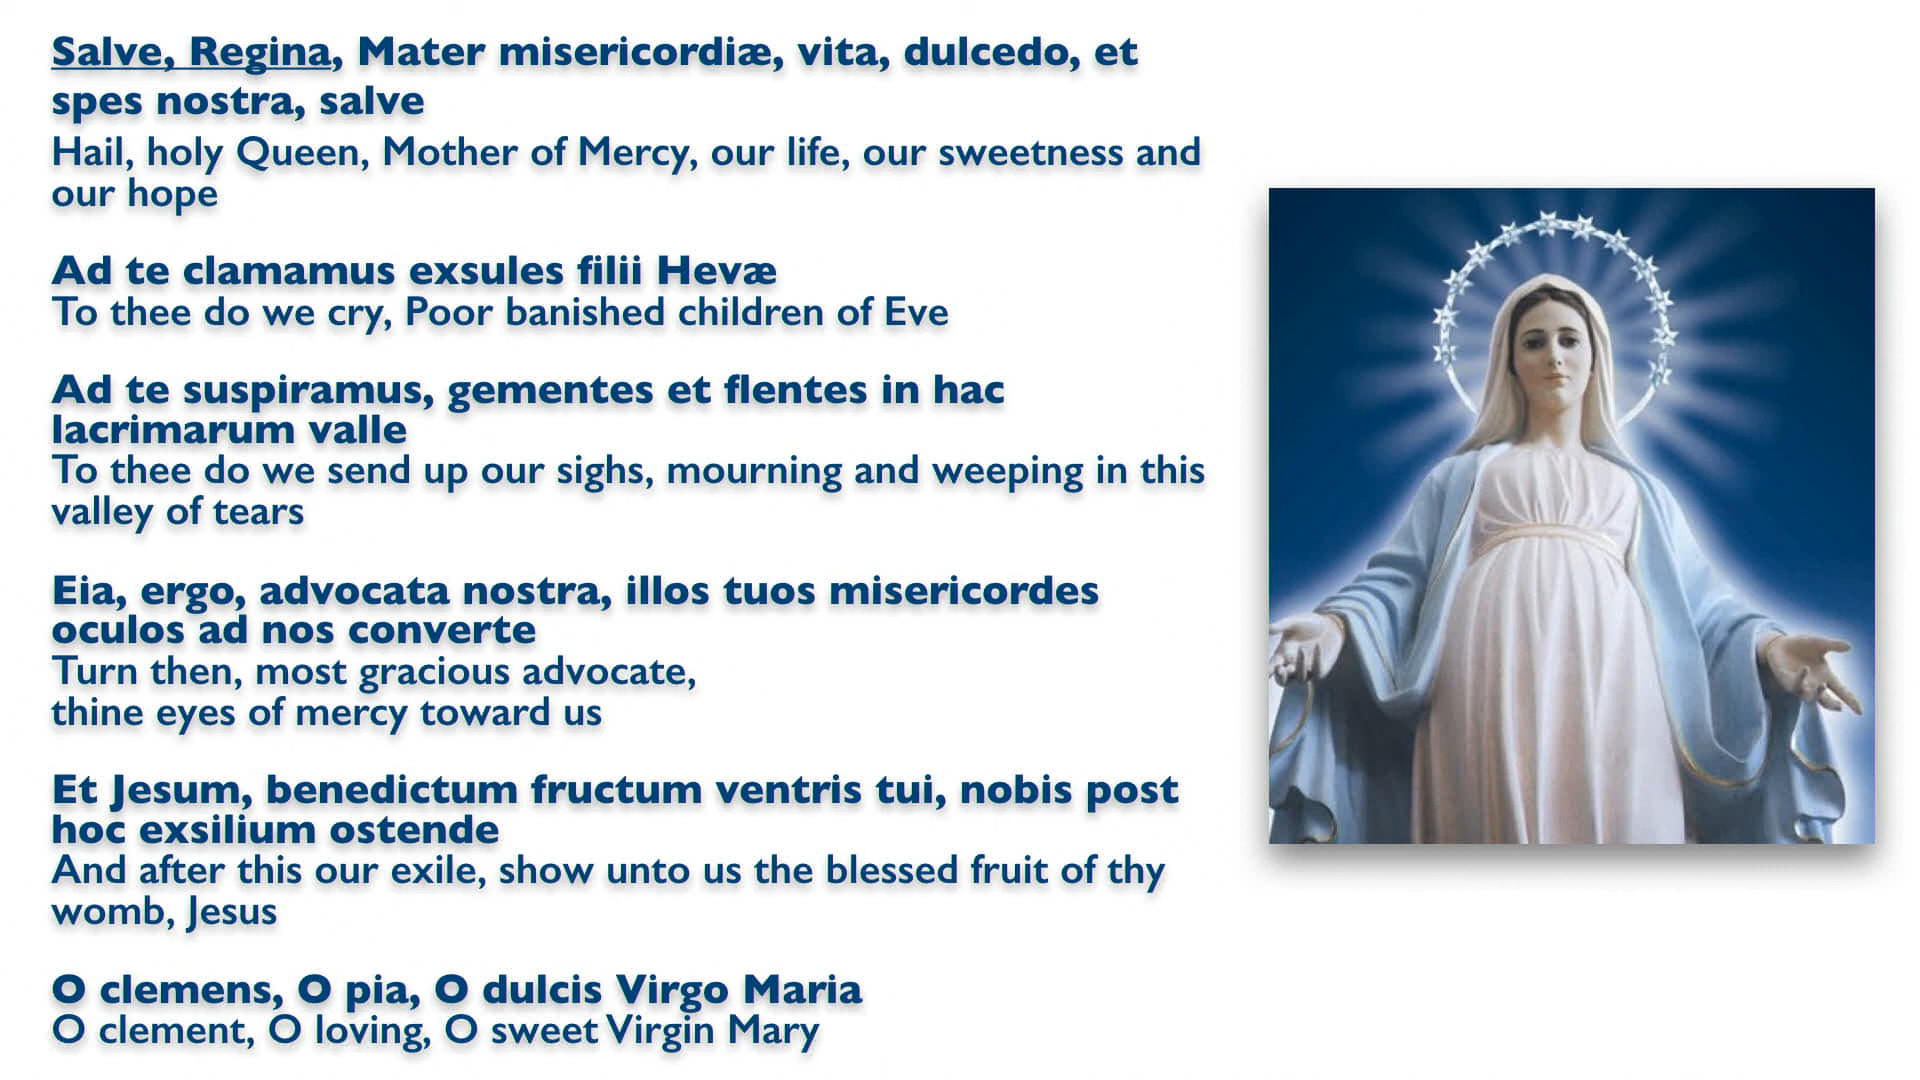 Salve, Regina, Mater misericordiæ, vita, dulcedo, et
spes nostra, salve
Hail, holy Queen, Mother of Mercy, our life, our sweetness and
our hope
Ad te clamamus exsules filii Hevæ
To thee do we cry, Poor banished children of Eve
Ad te suspiramus, gementes et flentes in hac
lacrimarum valle
To thee do we send up our sighs, mourning and weeping in this
valley of tears
Eia, ergo, advocata nostra, illos tuos misericordes
oculos ad nos converte
Turn then, most gracious advocate,
thine eyes of mercy toward us
Et Jesum, benedictum fructum ventris tui, nobis post
hoc exsilium ostende
And after this our exile, show unto us the blessed fruit of thy
womb, Jesus
O clemens, O pia, O dulcis Virgo Maria
O clement, O loving, O sweet Virgin Mary